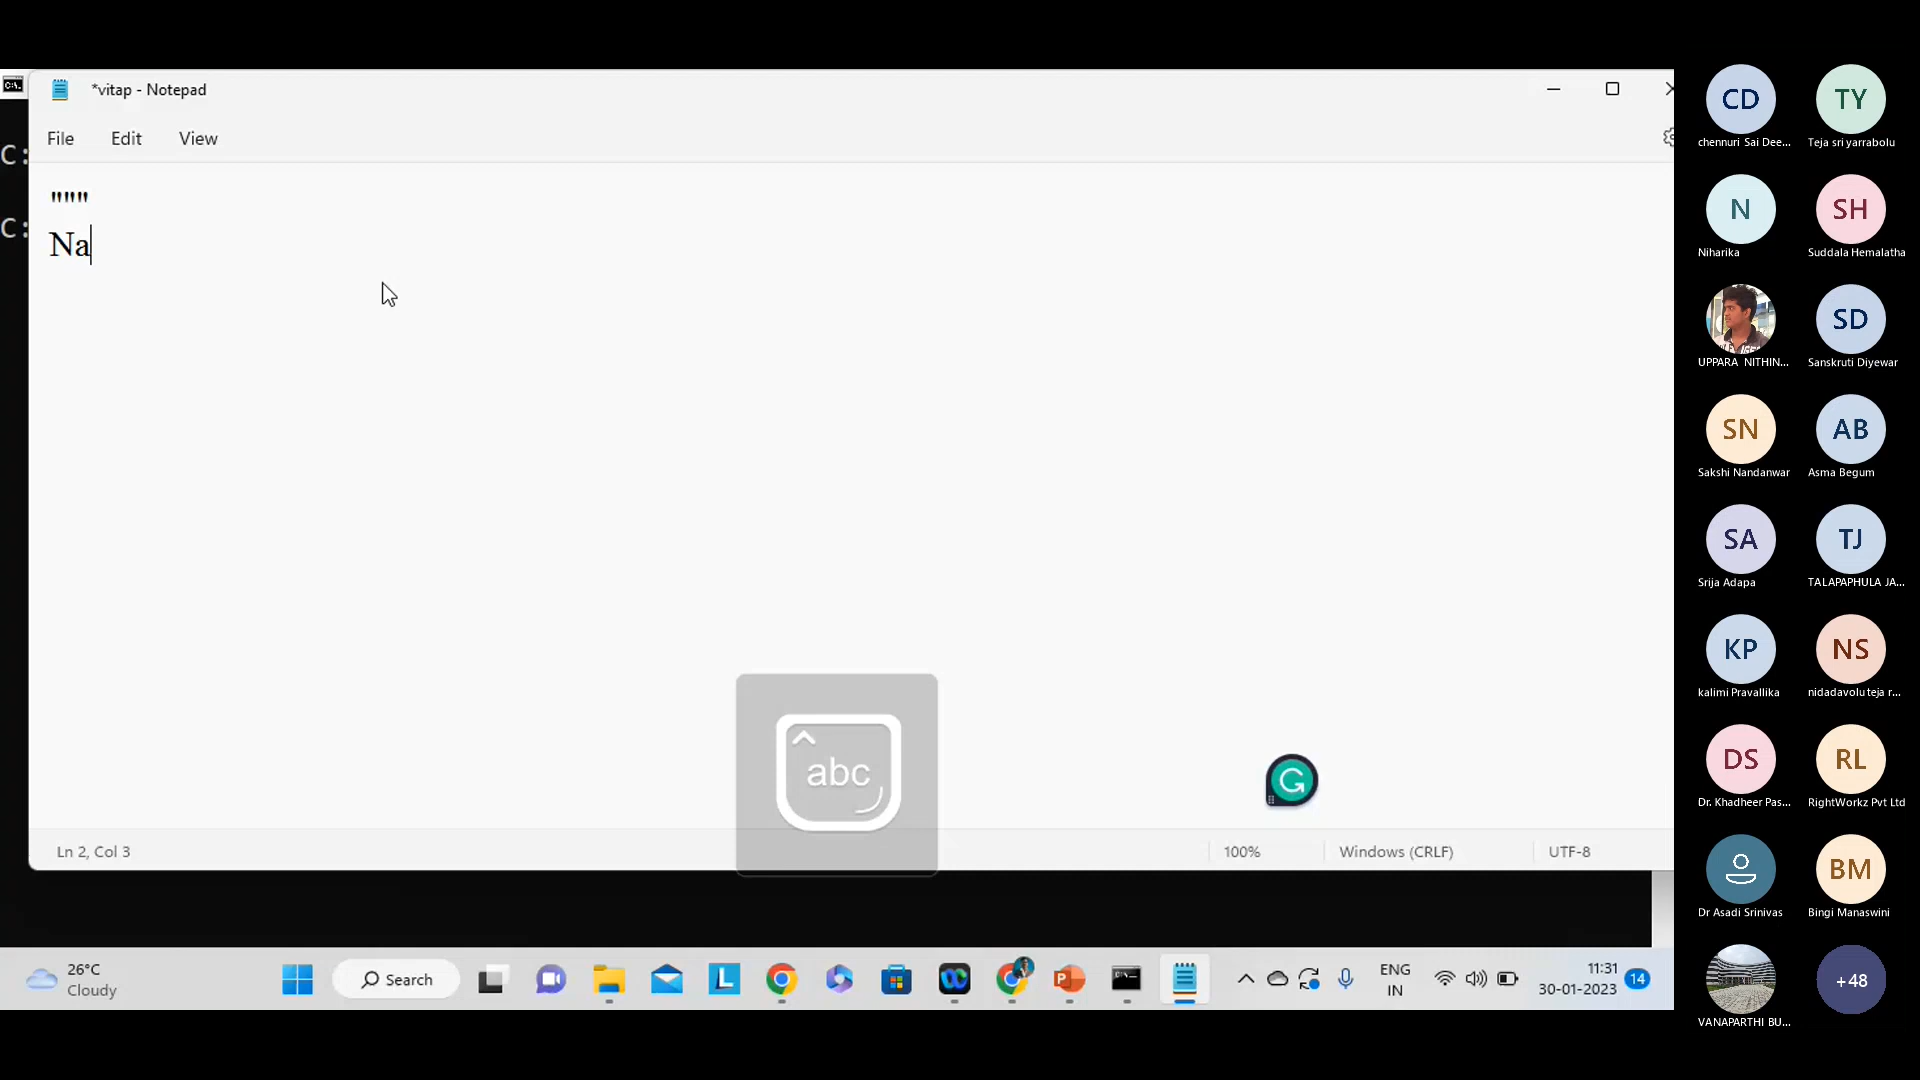 *vitap - Notepad
File Edit View
C:
C:
"""
Na
abc
Ln 2, Col 3
100%
Windows (CRLF)
UTF-8
26°C
Cloudy
Search
ENG
IN
11:31
30-01-2023
14
CD
chennuri Sai Dee...
TY
Teja sri yarrabolu
N
Niharika
SH
Suddala Hemalatha
UPPARA NITHIN...
SD
Sanskruti Diyewar
SN
Sakshi Nandanwar
AB
Asma Begum
SA
Srija Adapa
TJ
TALAPAPHULA JA...
KP
kalimi Pravallika
NS
nidadavolu teja r...
DS
Dr. Khadheer Pas...
RL
RightWorkz Pvt Ltd
Dr Asadi Srinivas
BM
Bingi Manaswini
VANAPARTHI BU...
+48